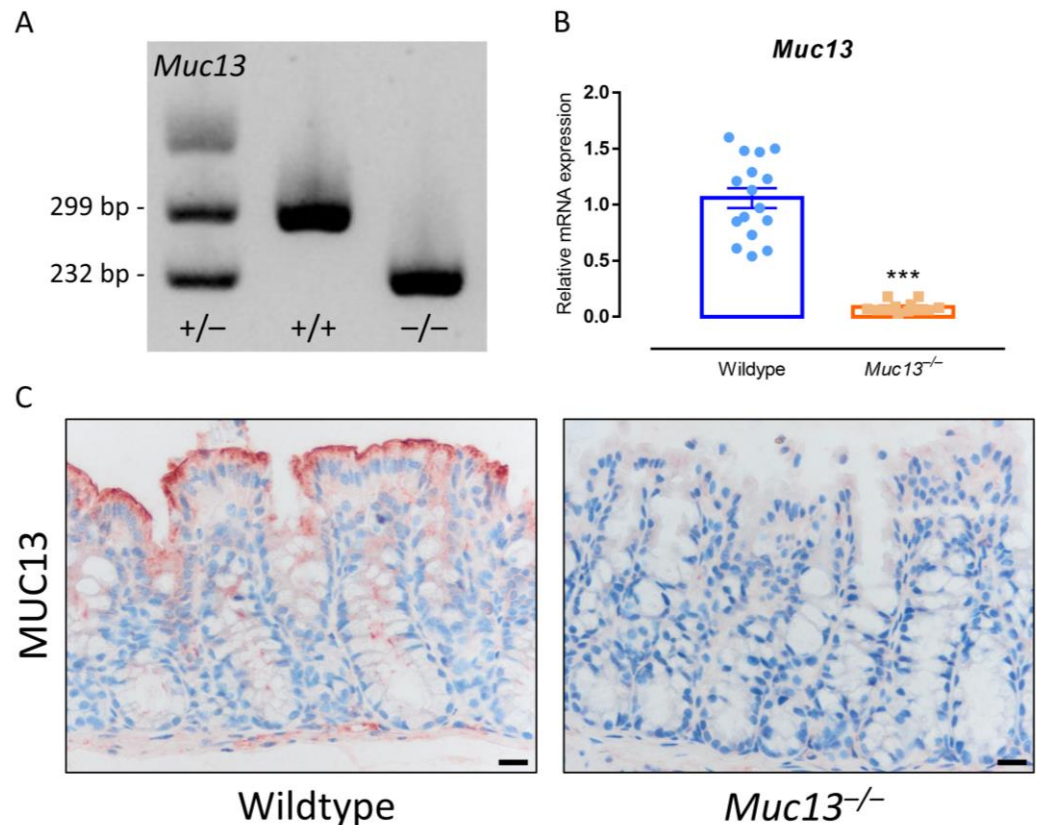 A
Muc13
299 bp -
232 bp -
+/–
+/+
–/–
B
Muc13
Relative mRNA expression
2.0
1.5
1.0
0.5
0.0
***
Wildype
Muc13–/–
C
MUC13
Wildtype
Muc13–/–